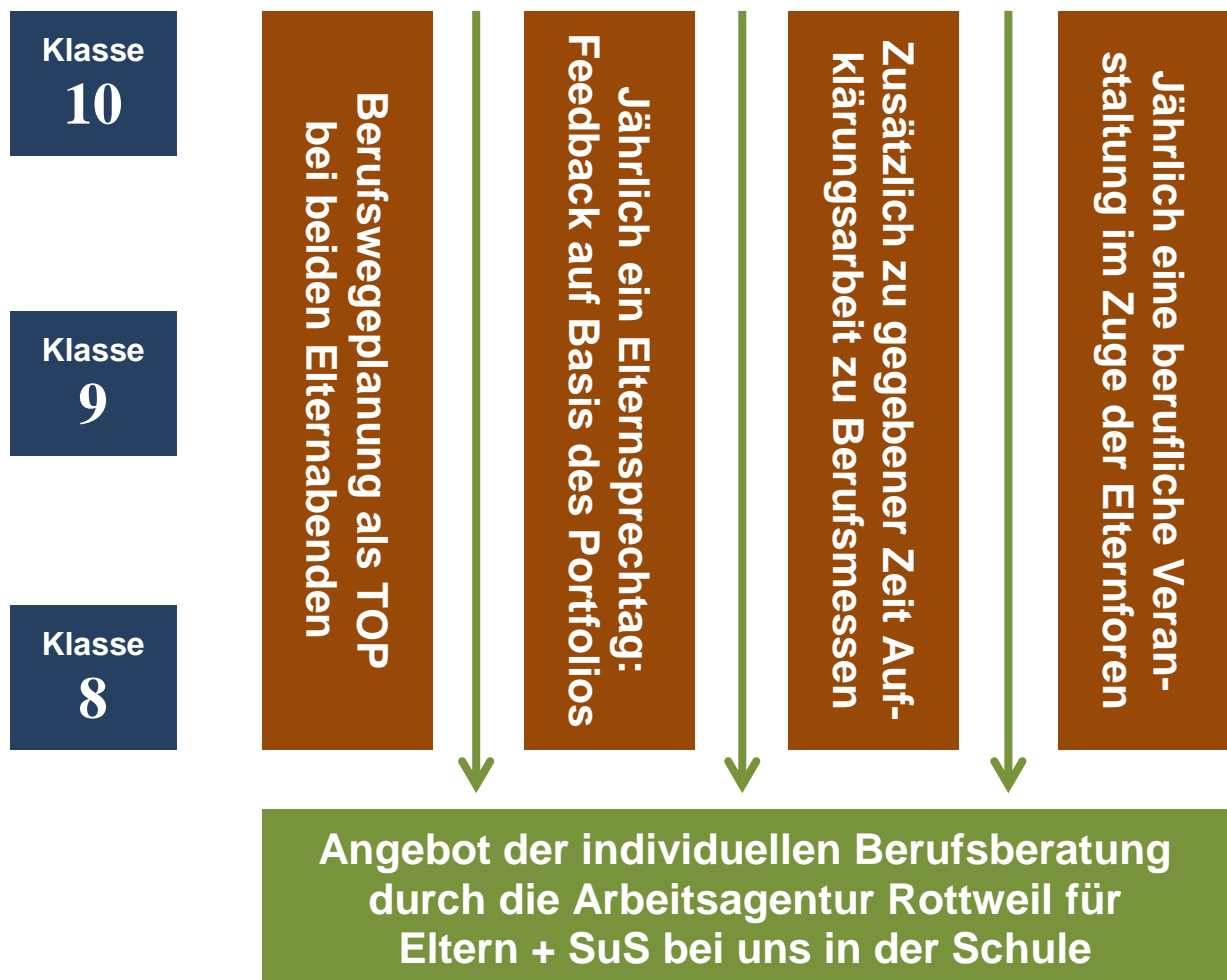 Klasse
10
Klasse
9
Klasse
8
Berufswegeplanung als TOP
bei beiden Elternabenden
Jährlich ein Elternsprechtag:
Feedback auf Basis des Portfolios
Zusätzlich zu gegebener Zeit Auf-
klärungsarbeit zu Berufsmessen
Jährlich eine berufliche Veran-
staltung im Zuge der Elternforen
Angebot der individuellen Berufsberatung
durch die Arbeitsagentur Rottweil für
Eltern + SuS bei uns in der Schule